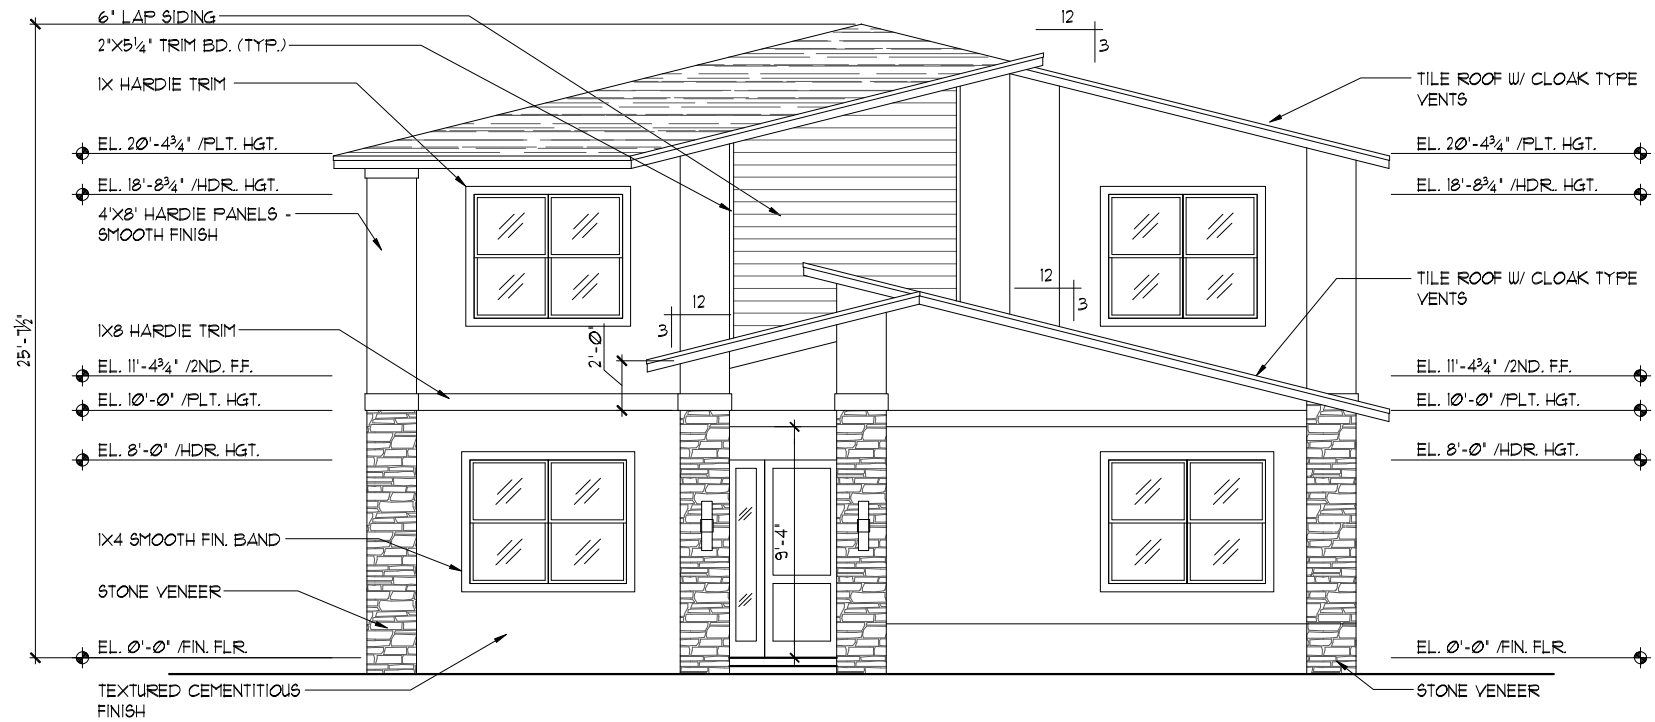 6" LAP SIDING
2"X5¼" TRIM BD. (TYP.)
1X HARDIE TRIM
EL. 20'-4¾" /PLT. HGT.
EL. 18'-8¾" /HDR. HGT.
4'X8' HARDIE PANELS -
SMOOTH FINISH
1X8 HARDIE TRIM
EL. 11'-4¾" /2ND. F.F.
EL. 10'-0" /PLT. HGT.
EL. 8'-0" /HDR. HGT.
1X4 SMOOTH FIN. BAND
STONE VENEER
EL. 0'-0" /FIN. FLR.
TEXTURED CEMENTITIOUS
FINISH
25'-7½"
12
3
12
3
12
3
2'-0"
9'-4"
TILE ROOF W/ CLOAK TYPE
VENTS
EL. 20'-4¾" /PLT. HGT.
EL. 18'-8¾" /HDR. HGT.
TILE ROOF W/ CLOAK TYPE
VENTS
EL. 11'-4¾" /2ND. F.F.
EL. 10'-0" /PLT. HGT.
EL. 8'-0" /HDR. HGT.
EL. 0'-0" /FIN. FLR.
STONE VENEER